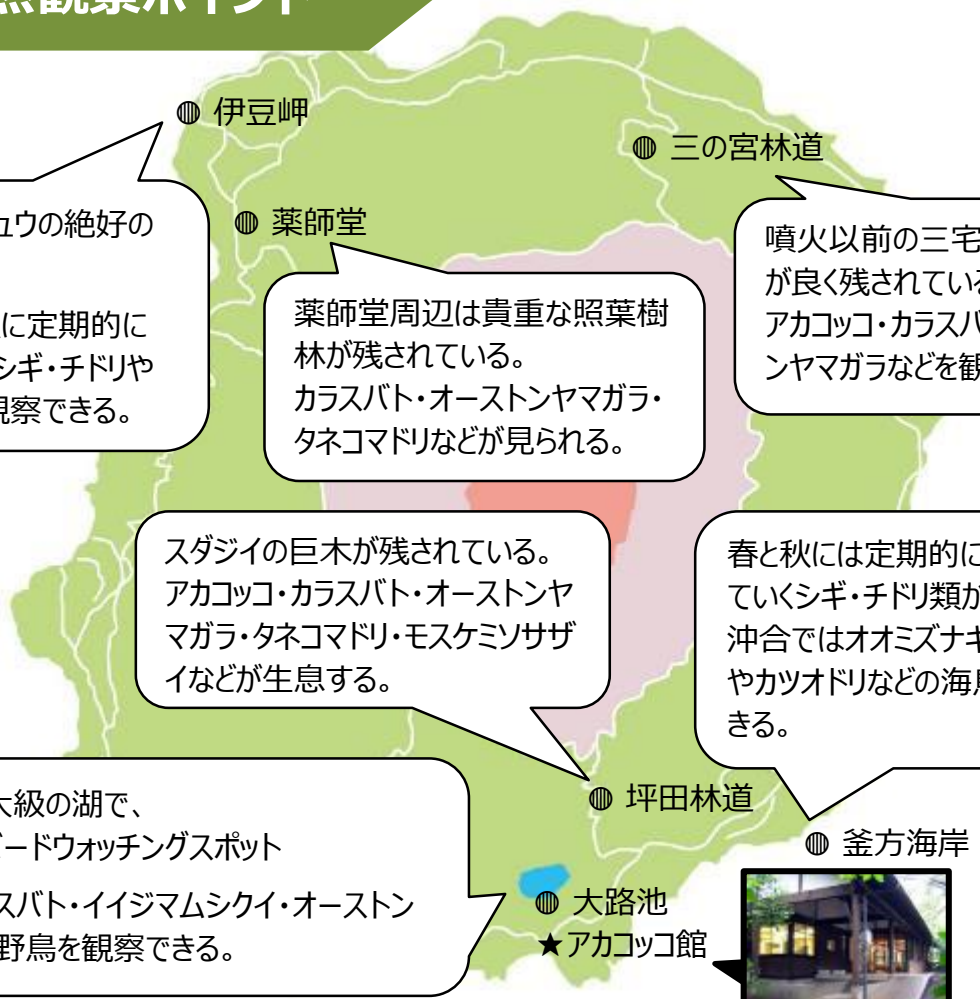 観察ポイント
伊豆岬
三の宮林道
薬師堂
ュウの絶好の
に定期的に
シギ・チドリや
観察できる。
薬師堂周辺は貴重な照葉樹
林が残されている。
カラスバト・オーストンヤマガラ・
タネコマドリなどが見られる。
噴火以前の三宅
が良く残されている
アカコッコ・カラスバ
ンヤマガラなどを観
スダジイの巨木が残されている。
アカコッコ・カラスバト・オーストンヤ
マガラ・タネコマドリ・モスケミソサザ
イなどが生息する。
春と秋には定期的に
ていくシギ・チドリ類が
沖合ではオオミズナギ
やカツオドリなどの海鳥
きる。
坪田林道
釜方海岸
大級の湖で、
バードウォッチングスポット
スバト・イイジマムシクイ・オーストン
野鳥を観察できる。
大路池
★アカコッコ館